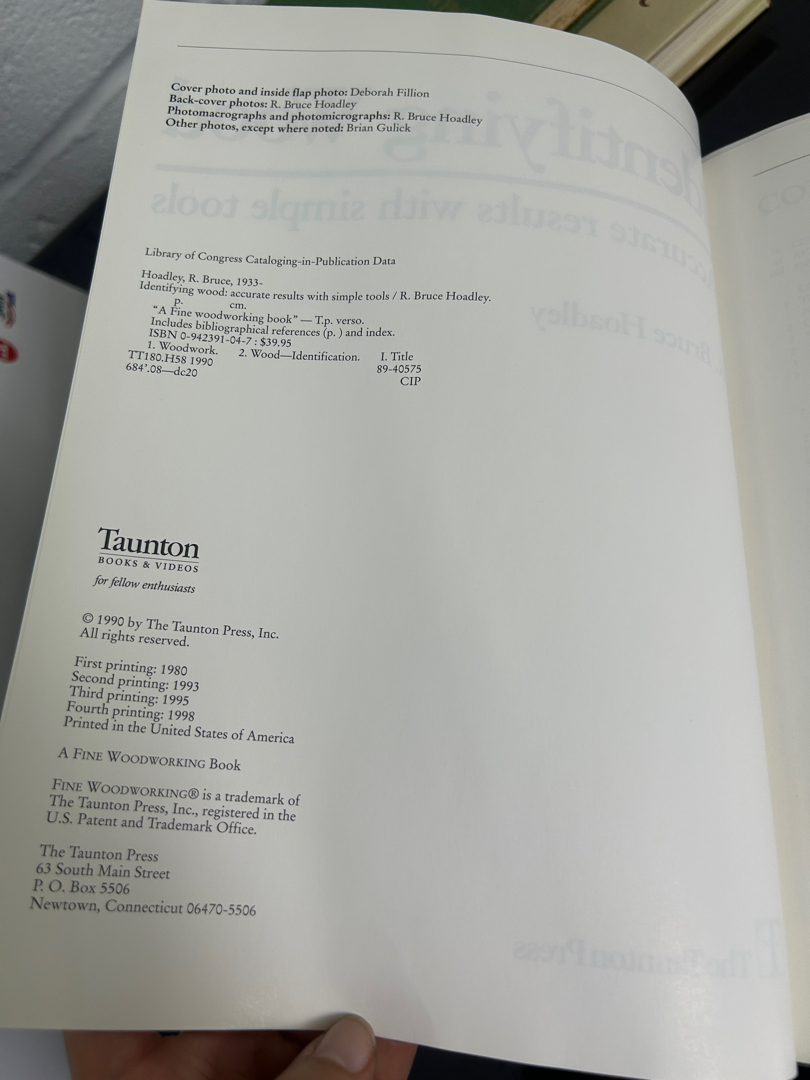 Cover photo and inside flap photo: Deborah Fillion
Back-cover photos: R. Bruce Hoadley
Photomacrographs and photomicrographs: R. Bruce Hoadley
Other photos, except where noted: Brian Gulick
Library of Congress Cataloging-in-Publication Data
Hoadley, R. Bruce, 1933-
Identifying wood: accurate results with simple tools / R. Bruce Hoadley.
p. cm.
"A Fine woodworking book" — T.p. verso.
Includes bibliographical references (p. ) and index.
ISBN 0-942391-04-7 : $39.95
1. Woodwork. 2. Wood—Identification. I. Title
TT180.H58 1990 89-40575
684'.08—dc20 CIP
Taunton
BOOKS & VIDEOS
for fellow enthusiasts
© 1990 by The Taunton Press, Inc.
All rights reserved.
First printing: 1980
Second printing: 1993
Third printing: 1995
Fourth printing: 1998
Printed in the United States of America
A FINE WOODWORKING Book
FINE WOODWORKING® is a trademark of
The Taunton Press, Inc., registered in the
U.S. Patent and Trademark Office.
The Taunton Press
63 South Main Street
P. O. Box 5506
Newtown, Connecticut 06470-5506